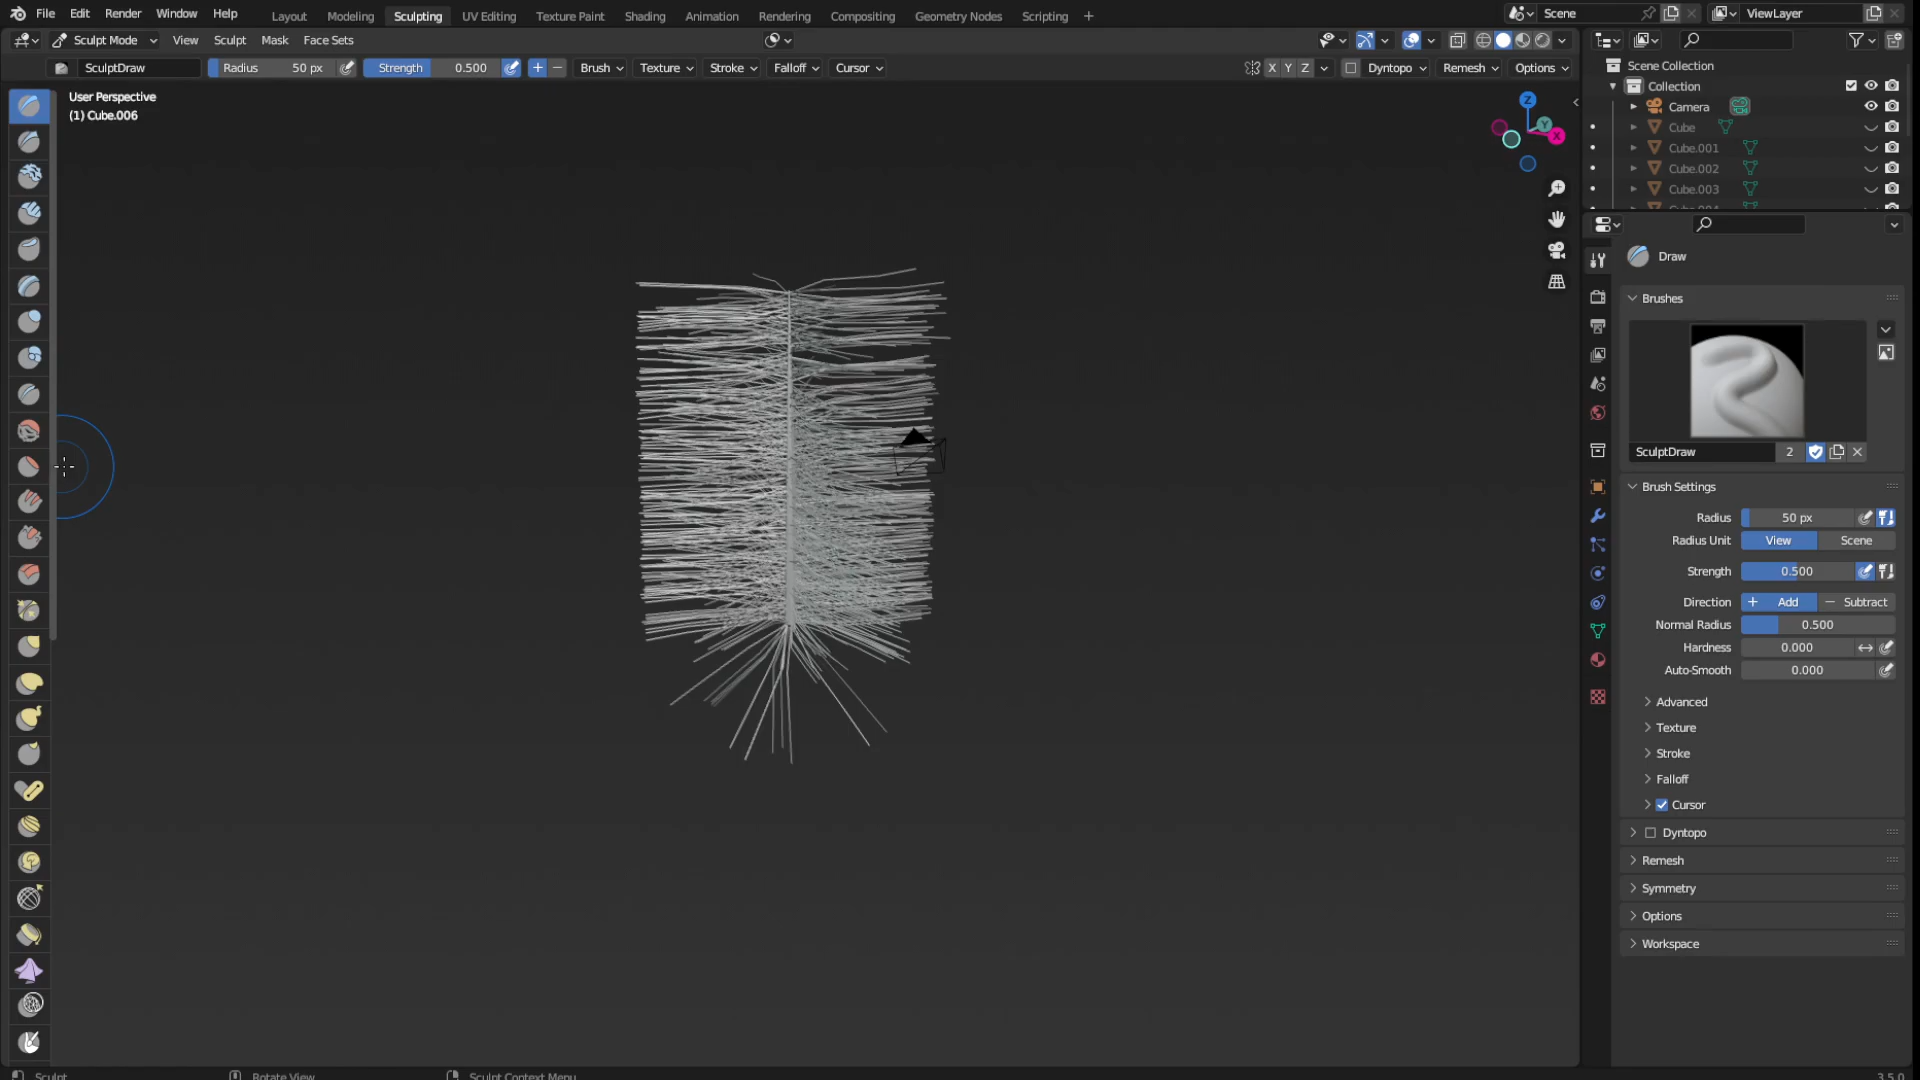 File Edit Render Window Help Layout Modeling Sculpting UV Editing Texture Paint Shading Animation Rendering Compositing Geometry Nodes Scripting + Scene ViewLayer
Sculpt Mode View Sculpt Mask Face Sets
SculptDraw Radius 50 px Strength 0.500 + − Brush Texture Stroke Falloff Cursor X Y Z Dyntopo Remesh Options
User Perspective
(1) Cube.006
Z
Y
X
Scene Collection
Collection
Camera
Cube
Cube.001
Cube.002
Cube.003
Draw
Brushes
SculptDraw 2
Brush Settings
Radius 50 px
Radius Unit View Scene
Strength 0.500
Direction + Add − Subtract
Normal Radius 0.500
Hardness 0.000
Auto-Smooth 0.000
Advanced
Texture
Stroke
Falloff
Cursor
Dyntopo
Remesh
Symmetry
Options
Workspace
Sculpt Rotate View Sculpt Context Menu 3.5.0